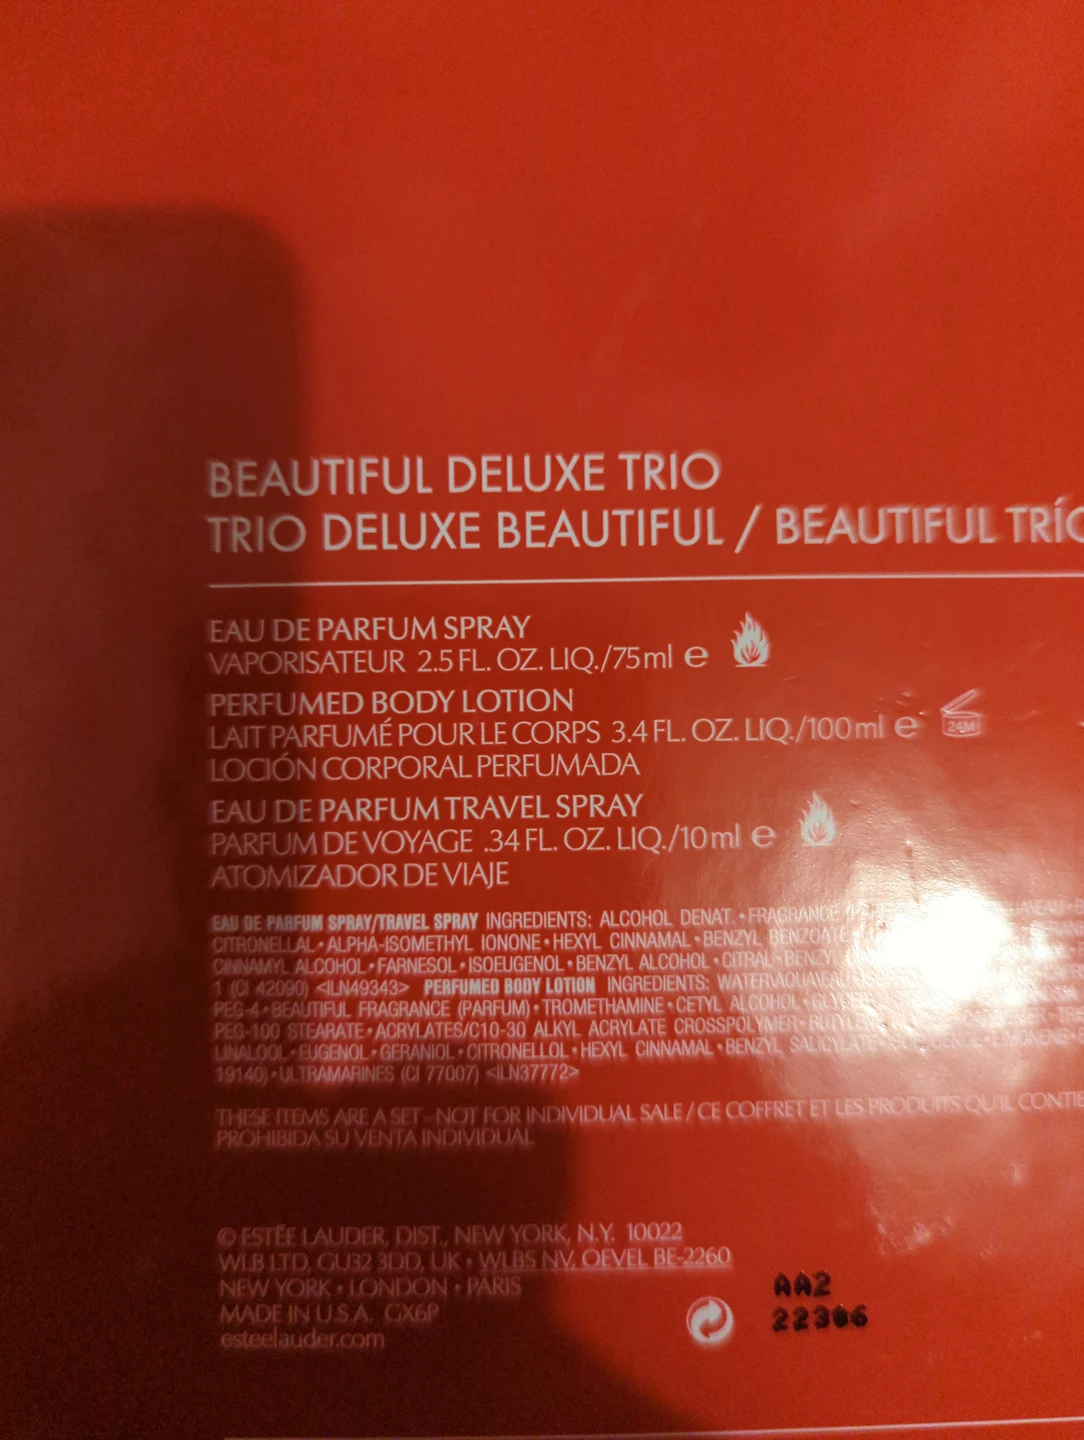 BEAUTIFUL DELUXE TRIO
TRIO DELUXE BEAUTIFUL / BEAUTIFUL
EAU DE PARFUM SPRAY
VAPORISATEUR 2.5 FL. OZ. LIQ./75ml e
PERFUMED BODY LOTION
LAIT PARFUMÉ POUR LE CORPS 3.4 FL. OZ. LIQ./100ml e 24M
LOCIÓN CORPORAL PERFUMADA
EAU DE PARFUM TRAVEL SPRAY
PARFUM DE VOYAGE .34 FL. OZ. LIQ./10ml e
ATOMIZADOR DE VIAJE
EAU DE PARFUM SPRAY/TRAVEL SPRAY INGREDIENTS: ALCOHOL DENAT. • FRAGRANCE
CITRONELLAL • ALPHA-ISOMETHYL IONONE • HEXYL CINNAMAL • BENZYL BENZOATE
CINNAMYL ALCOHOL • FARNESOL • ISOEUGENOL • BENZYL ALCOHOL • CITRAL • BENZYL
1 (CI 42090) <ILN49343> PERFUMED BODY LOTION INGREDIENTS:
PEG-4 • BEAUTIFUL FRAGRANCE (PARFUM) • TROMETHAMINE • CETYL ALCOHOL •
PEG-100 STEARATE • ACRYLATES/C10-30 ALKYL ACRYLATE CROSSPOLYMER •
LINALOOL • EUGENOL • GERANIOL • CITRONELLOL • HEXYL CINNAMAL • BENZYL SALICYLATE
19140) • ULTRAMARINES (CI 77007) <ILN37772>
THESE ITEMS ARE A SET – NOT FOR INDIVIDUAL SALE / CE COFFRET ET LES PRODUITS QU'IL
PROHIBIDA SU VENTA INDIVIDUAL
© ESTĒE LAUDER, DIST., NEW YORK, N.Y. 10022
WLB LTD, GU32 3DD, UK • WLBS NV, OEVEL BE-2260
NEW YORK • LONDON • PARIS
MADE IN U.S.A. GX6P
esteelauder.com
AA2
22306